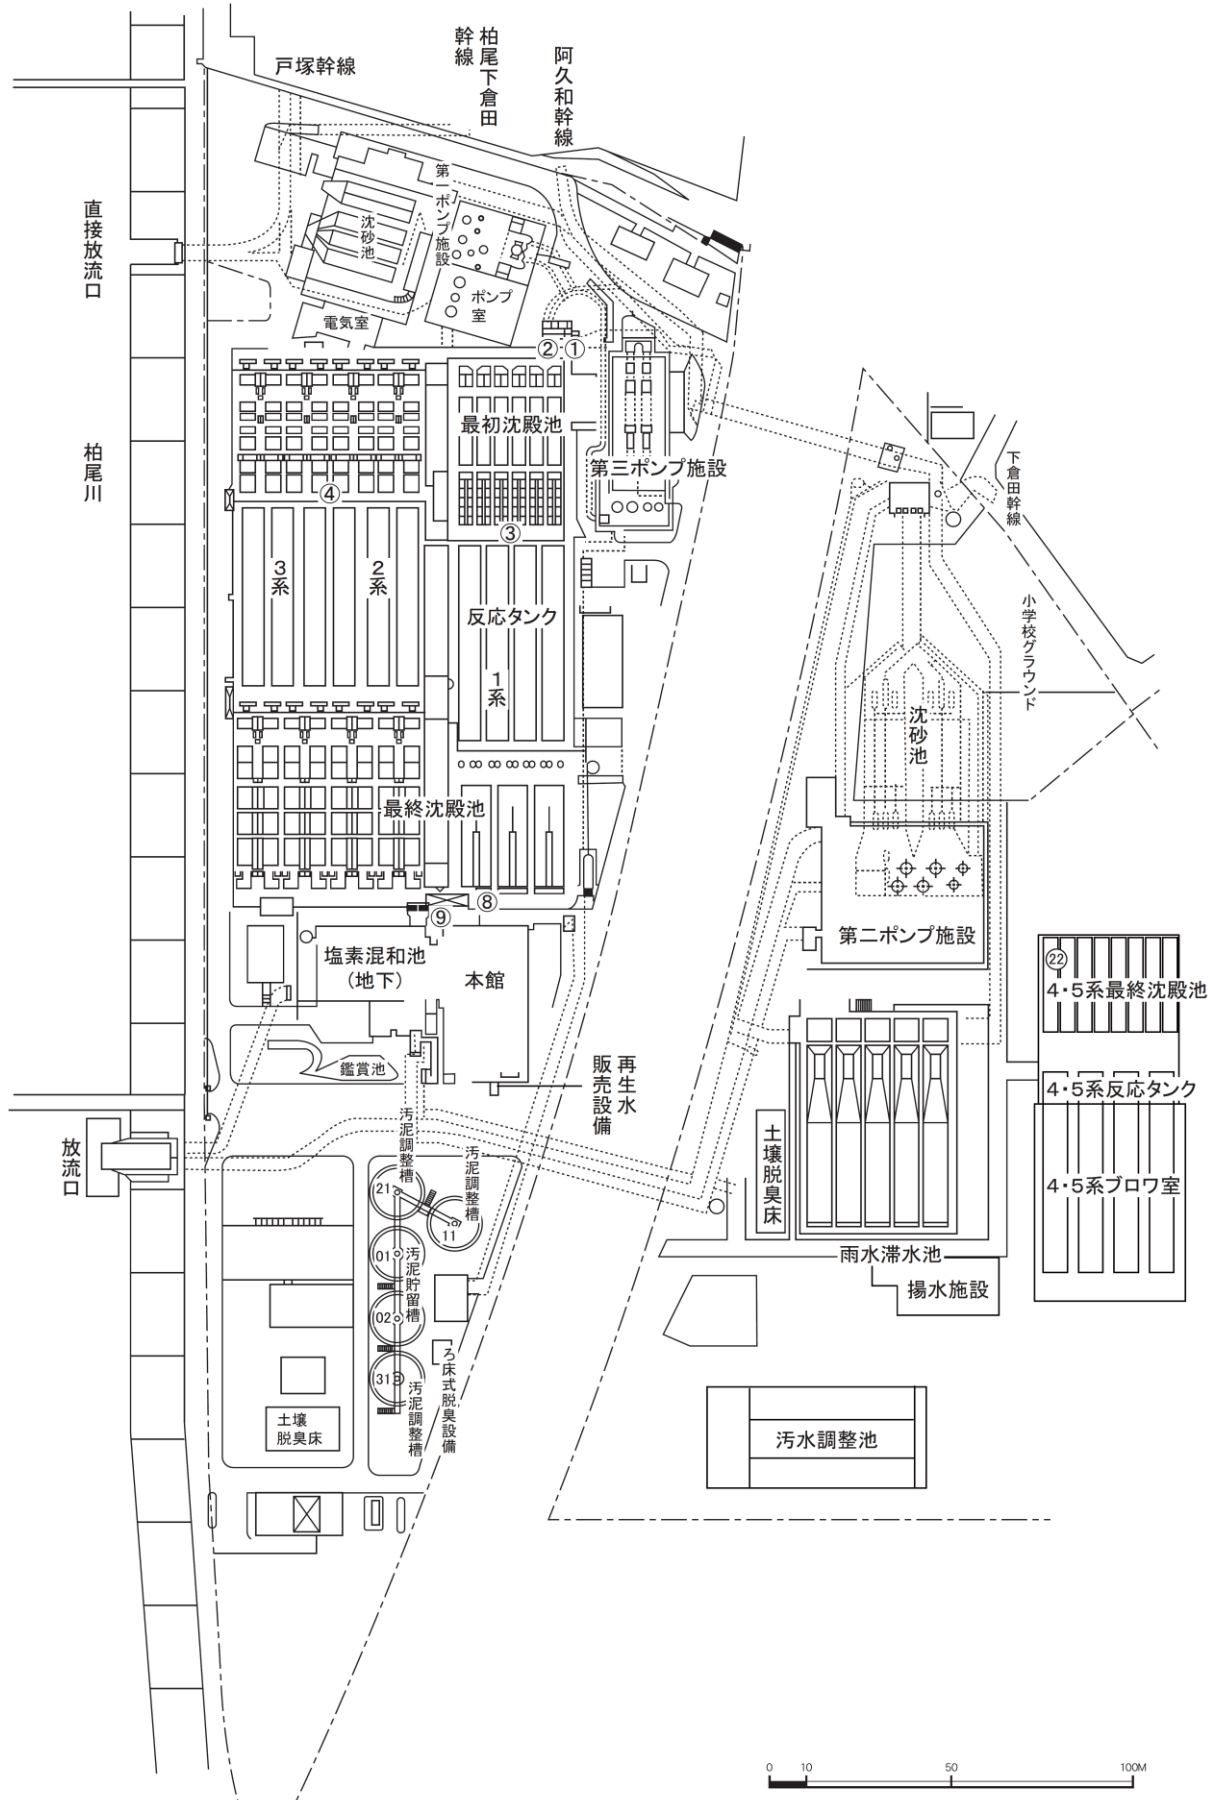 戸塚幹線
柏尾下倉田
幹線
阿久和幹線
直接放流口
第一ポンプ施設
沈砂池
ポンプ
室
電気室
②
①
最初沈殿池
第三ポンプ施設
下倉田幹線
柏尾川
④
③
3系
2系
反応タンク
1系
小学校グラウンド
沈砂池
最終沈殿池
⑧
⑨
第二ポンプ施設
塩素混和池
(地下)
本館
㉒
4・5系最終沈殿池
鑑賞池
再生水
販売設備
4・5系反応タンク
放流口
汚泥調整槽
汚泥調整槽
土壌脱臭床
4・5系ブロワ室
21
11
01
汚泥貯留槽
02
雨水滞水池
揚水施設
31
汚泥調整槽
ろ床式脱臭設備
土壌
脱臭床
汚水調整池
0 10 50 100M